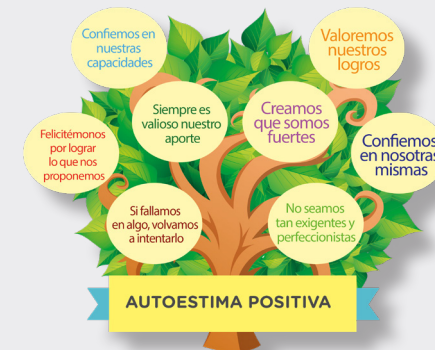 Confiemos en
nuestras
capacidades
Valoremos
nuestros
logros
Siempre es
valioso nuestro
aporte
Creamos
que somos
fuertes
Felicitémonos
por lograr
lo que nos
proponemos
Confiemos
en nosotras
mismas
Si fallamos
en algo, volvamos
a intentarlo
No seamos
tan exigentes y
perfeccionistas
AUTOESTIMA POSITIVA